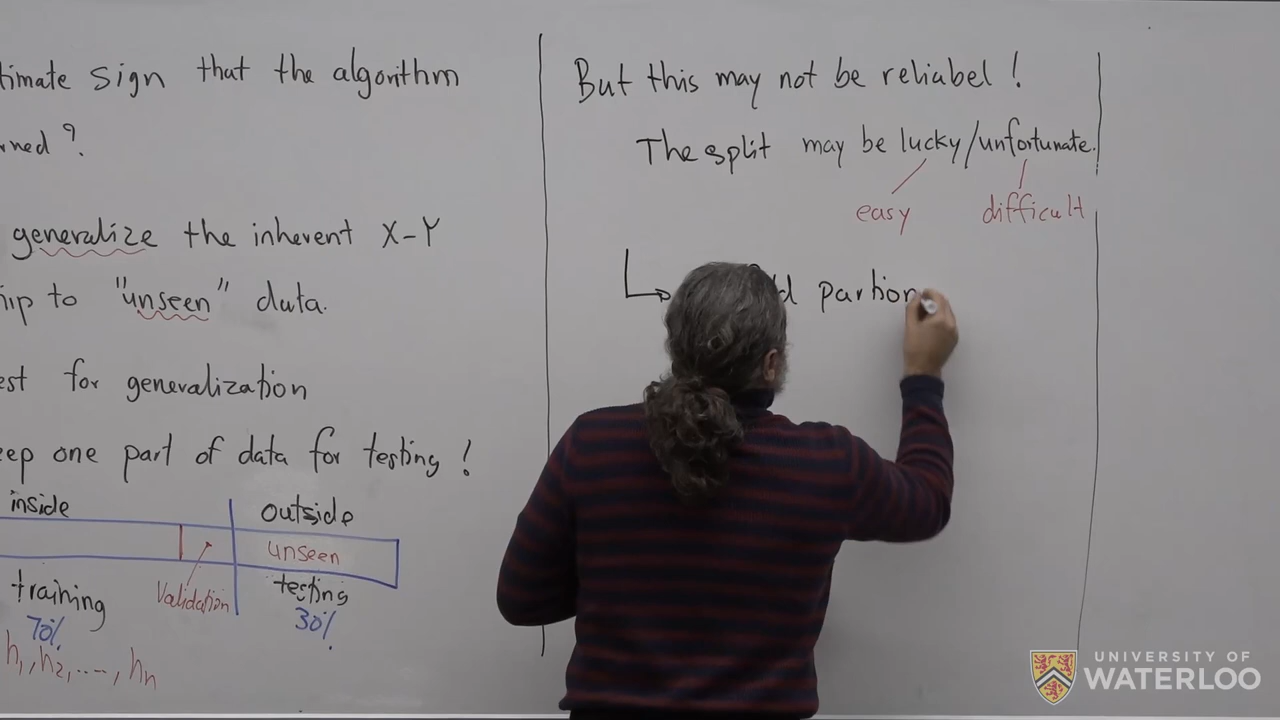 timate sign that the algorithm
rned?
generalize the inherent X-Y
hip to "unseen" data.
est for generalization
eep one part of data for testing!
inside outside
unseen
training Validation testing
70% 30%
h1, h2, ...., hn
But this may not be reliabel!
The split may be lucky/unfortunate.
easy difficult
partion
UNIVERSITY OF
WATERLOO